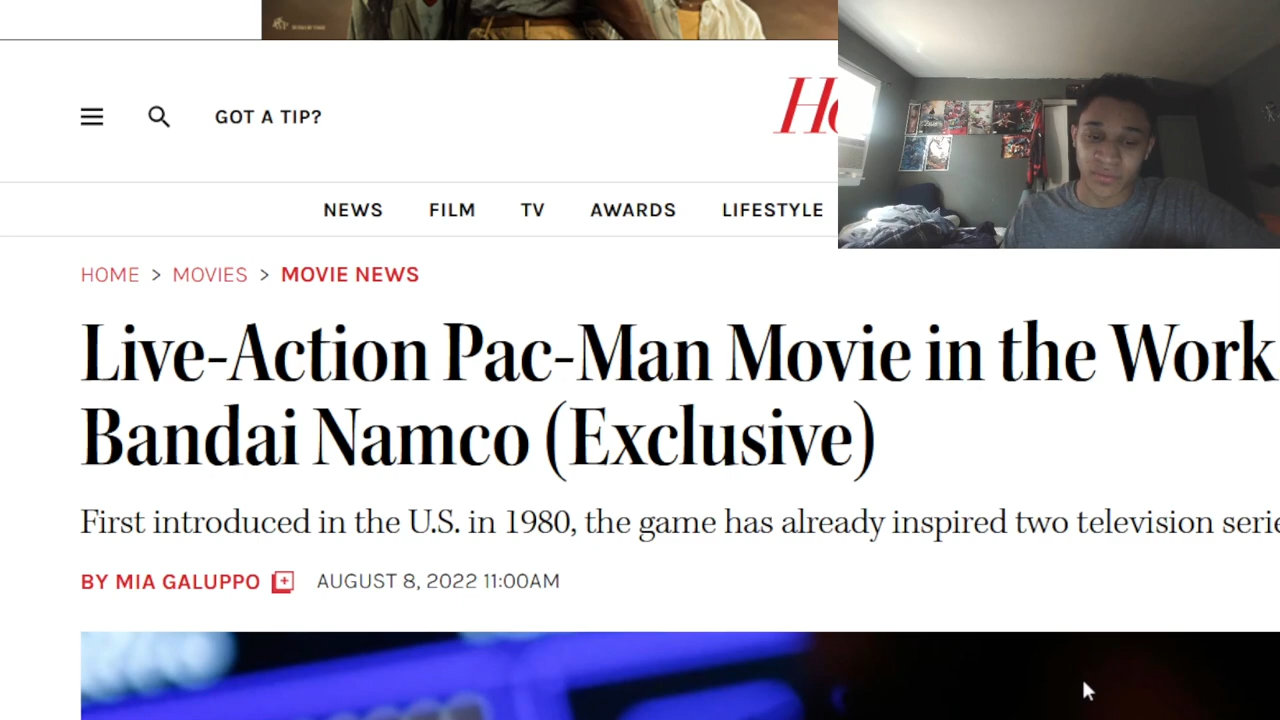 GOT A TIP?
NEWS FILM TV AWARDS LIFESTYLE
HOME > MOVIES > MOVIE NEWS
Live-Action Pac-Man Movie in the Work
Bandai Namco (Exclusive)
First introduced in the U.S. in 1980, the game has already inspired two television
BY MIA GALUPPO AUGUST 8, 2022 11:00AM